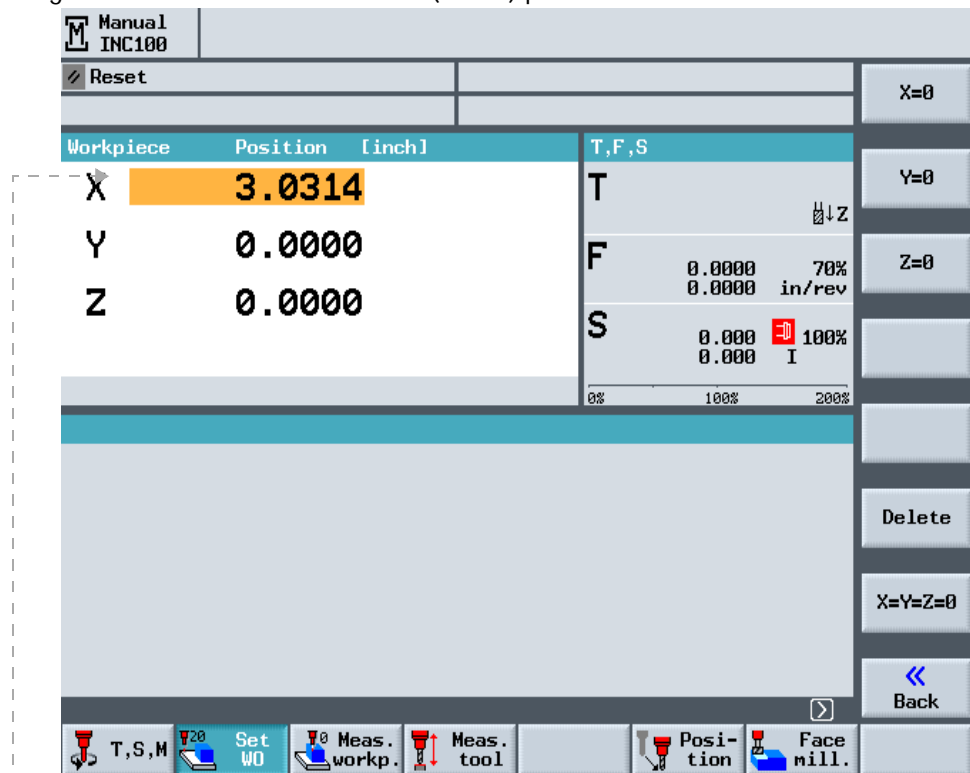 Manual
INC100
Reset
X=0
Workpiece Position [inch]
T,F,S
X 3.0314
T
Y=0
Z
Y 0.0000
F 0.0000 70%
0.0000 in/rev
Z=0
Z 0.0000
S 0.000 100%
0.000 I
0% 100% 200%
Delete
X=Y=Z=0
«
Back
T,S,M
20 Set
WO
0 Meas.
workp.
Meas.
tool
Posi-
tion
Face
mill.